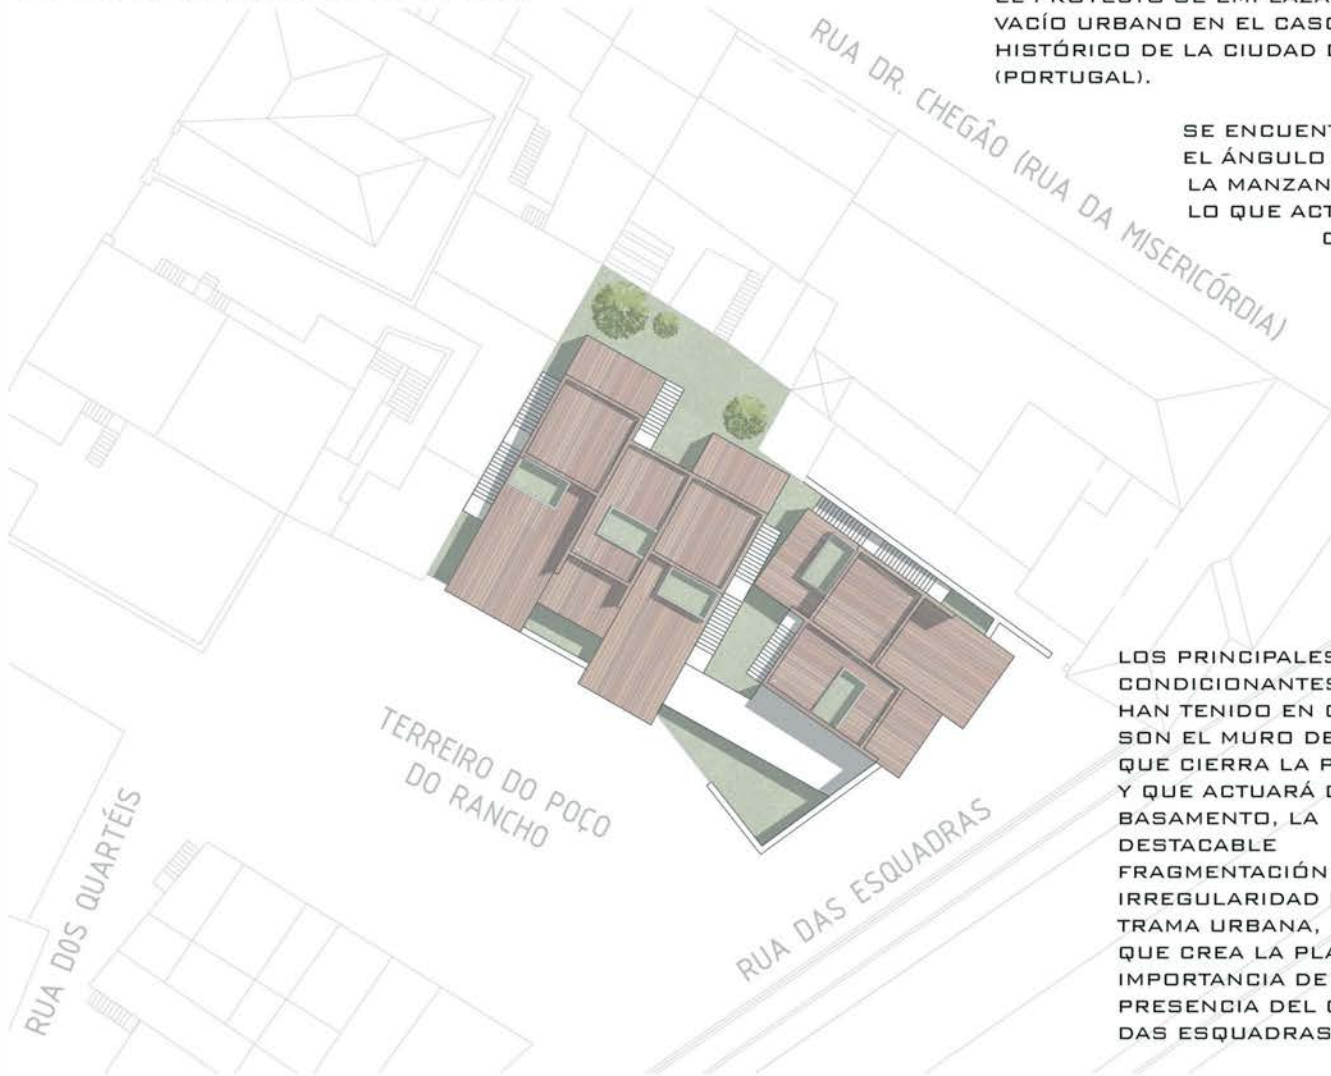 VACÍO URBANO EN EL CASC
HISTÓRICO DE LA CIUDAD
(PORTUGAL).
SE ENCUEN
EL ÁNGULO
LA MANZAN
LO QUE ACT
RUA DR. CHEGÂO (RUA DA MISERICÓRDIA)
LOS PRINCIPALES
CONDICIONANTES
HAN TENIDO EN
SON EL MURO DE
QUE CIERRA LA P
Y QUE ACTUARÁ
BASAMENTO, LA
DESTACABLE
FRAGMENTACIÓN
IRREGULARIDAD
TRAMA URBANA,
QUE CREA LA PLA
IMPORTANCIA DE
PRESENCIA DEL
DAS ESQUADRAS
TERREIRO DO POÇO
DO RANCHO
RUA DAS ESQUADRAS
RUA DOS QUARTÉIS